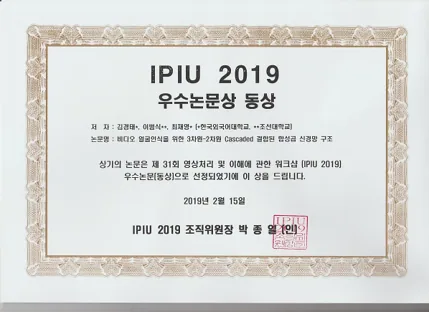 IPIU 2019
우수논문상 동상
저 자 : 김경태*, 이범식**, 최재영* (*한국외국어대학교, **조선대학교)
논문명 : 비디오 얼굴인식을 위한 3차원-2차원 Cascaded 결합된 합성곱 신경망 구조
상기의 논문은 제 31회 영상처리 및 이해에 관한 워크샵 (IPIU 2019)
우수논문(동상)으로 선정되었기에 이 상을 드립니다.
2019년 2월 15일
IPIU 2019 조직위원장 박 종 일 (인)